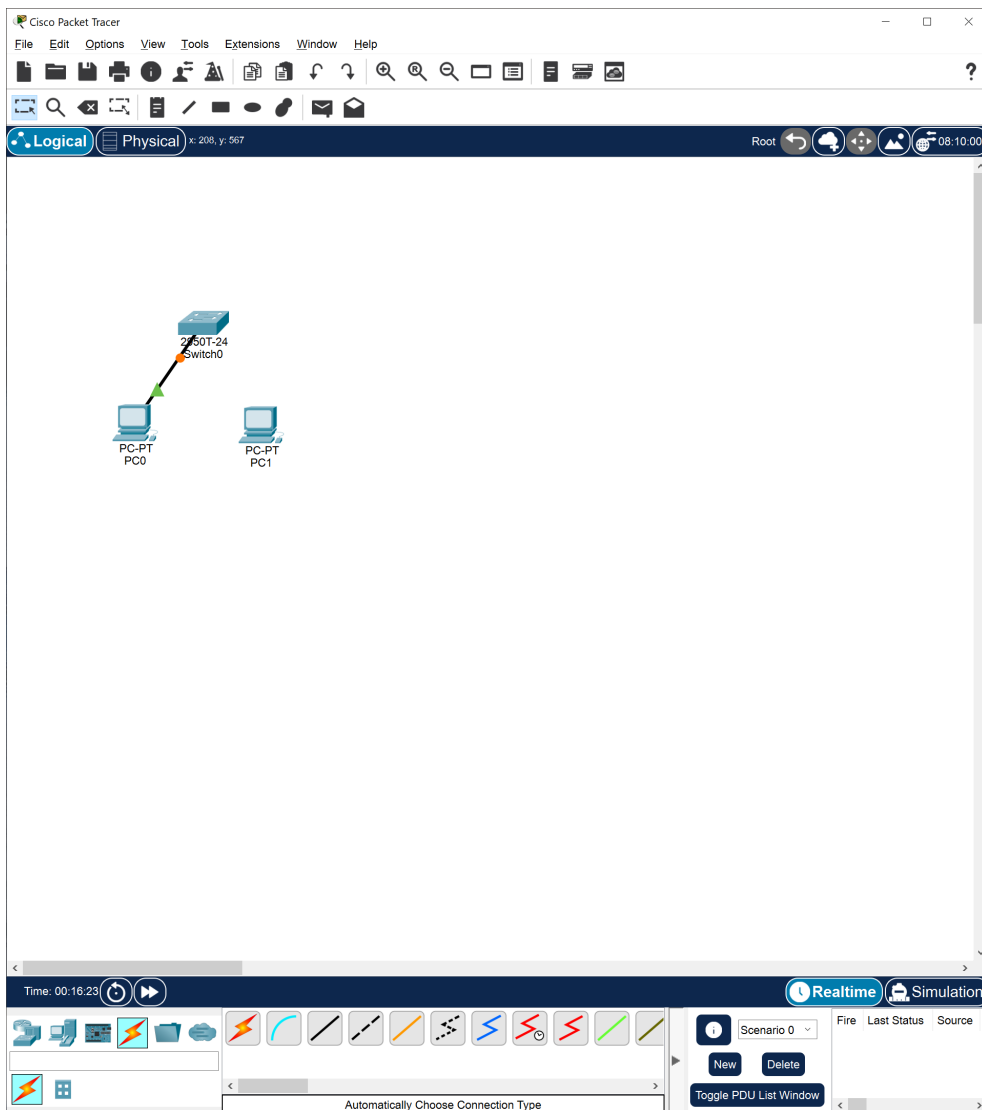 Cisco Packet Tracer
File Edit Options View Tools Extensions Window Help
?
Logical Physical x: 208, y: 567 Root 08:10:00
2950T-24
Switch0
PC-PT
PC0
PC-PT
PC1
Time: 00:16:23 Realtime Simulation
Scenario 0 Fire Last Status Source
New Delete
Toggle PDU List Window
Automatically Choose Connection Type